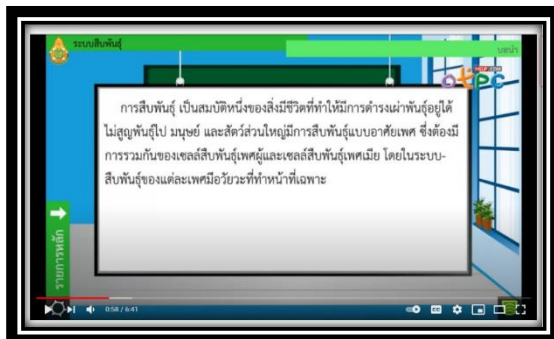 ระบบสืบพันธุ์
บทนำ
otpc
การสืบพันธุ์ เป็นสมบัติหนึ่งของสิ่งมีชีวิตที่ทำให้มีการดำรงเผ่าพันธุ์อยู่ได้
ไม่สูญพันธุ์ไป มนุษย์ และสัตว์ส่วนใหญ่มีการสืบพันธุ์แบบอาศัยเพศ ซึ่งต้องมี
การรวมกันของเซลล์สืบพันธุ์เพศผู้และเซลล์สืบพันธุ์เพศเมีย โดยในระบบ-
สืบพันธุ์ของแต่ละเพศมีอวัยวะที่ทำหน้าที่เฉพาะ
รายการหลัก
0:58 / 6:41